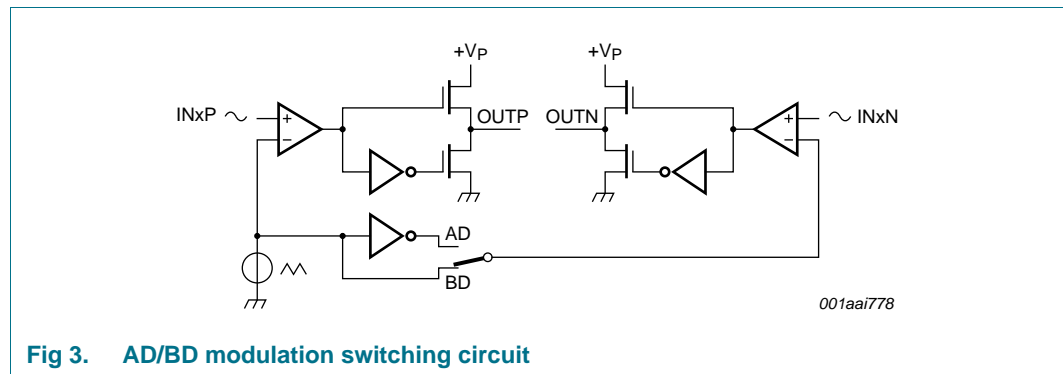 +VP +VP
INxP + OUTP OUTN + INxN
− −
AD
BD
001aai778
Fig 3. AD/BD modulation switching circuit